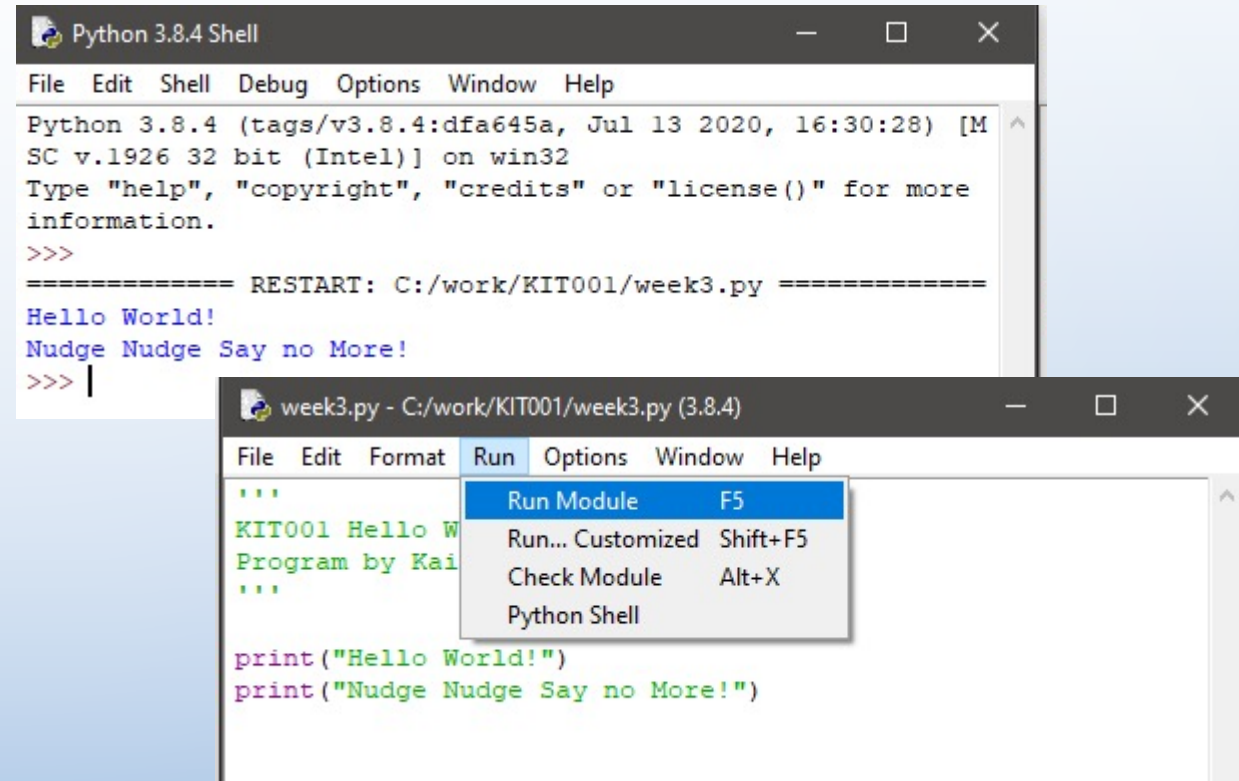 Python 3.8.4 Shell
File Edit Shell Debug Options Window Help
Python 3.8.4 (tags/v3.8.4:dfa645a, Jul 13 2020, 16:30:28) [M
SC v.1926 32 bit (Intel)] on win32
Type "help", "copyright", "credits" or "license()" for more
information.
>>>
============= RESTART: C:/work/KIT001/week3.py =============
Hello World!
Nudge Nudge Say no More!
>>>
week3.py - C:/work/KIT001/week3.py (3.8.4)
File Edit Format Run Options Window Help
'''
KIT001 Hello W
Program by Kai
'''
Run Module F5
Run... Customized Shift+F5
Check Module Alt+X
Python Shell
print("Hello World!")
print("Nudge Nudge Say no More!")